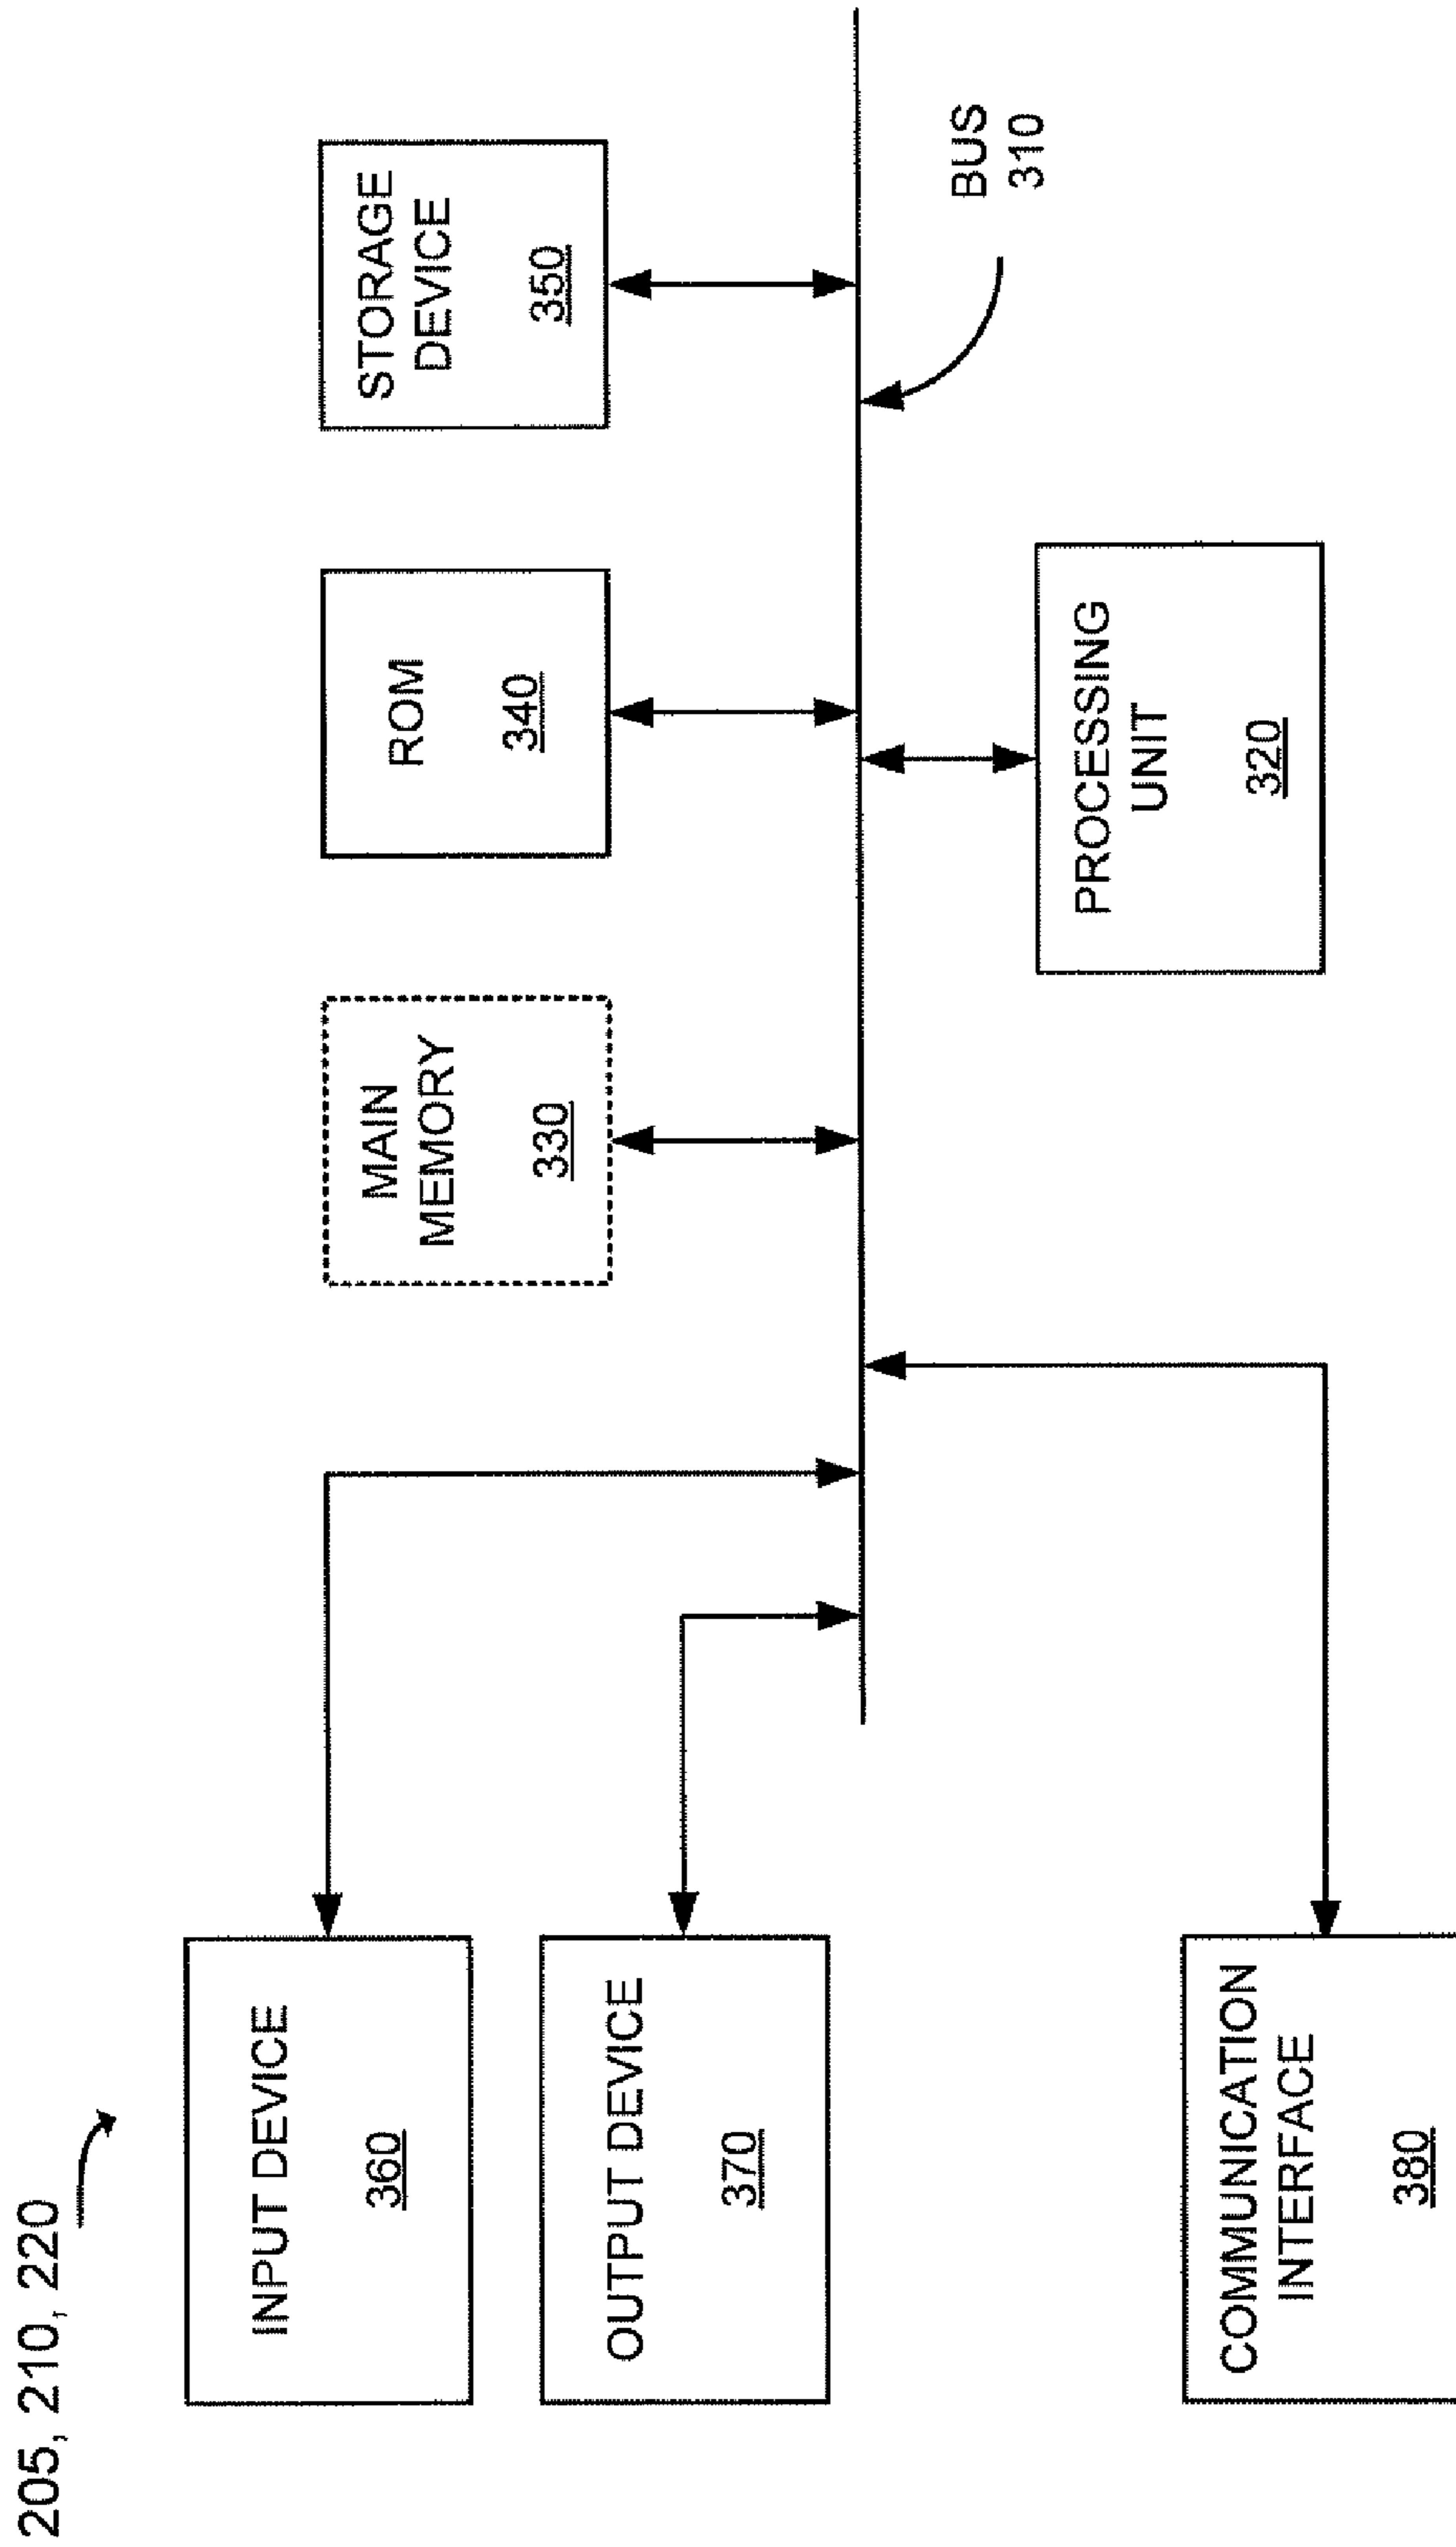 205, 210, 220
INPUT DEVICE
360
OUTPUT DEVICE
370
COMMUNICATION
INTERFACE
380
MAIN
MEMORY
330
ROM
340
STORAGE
DEVICE
350
PROCESSING
UNIT
320
BUS
310